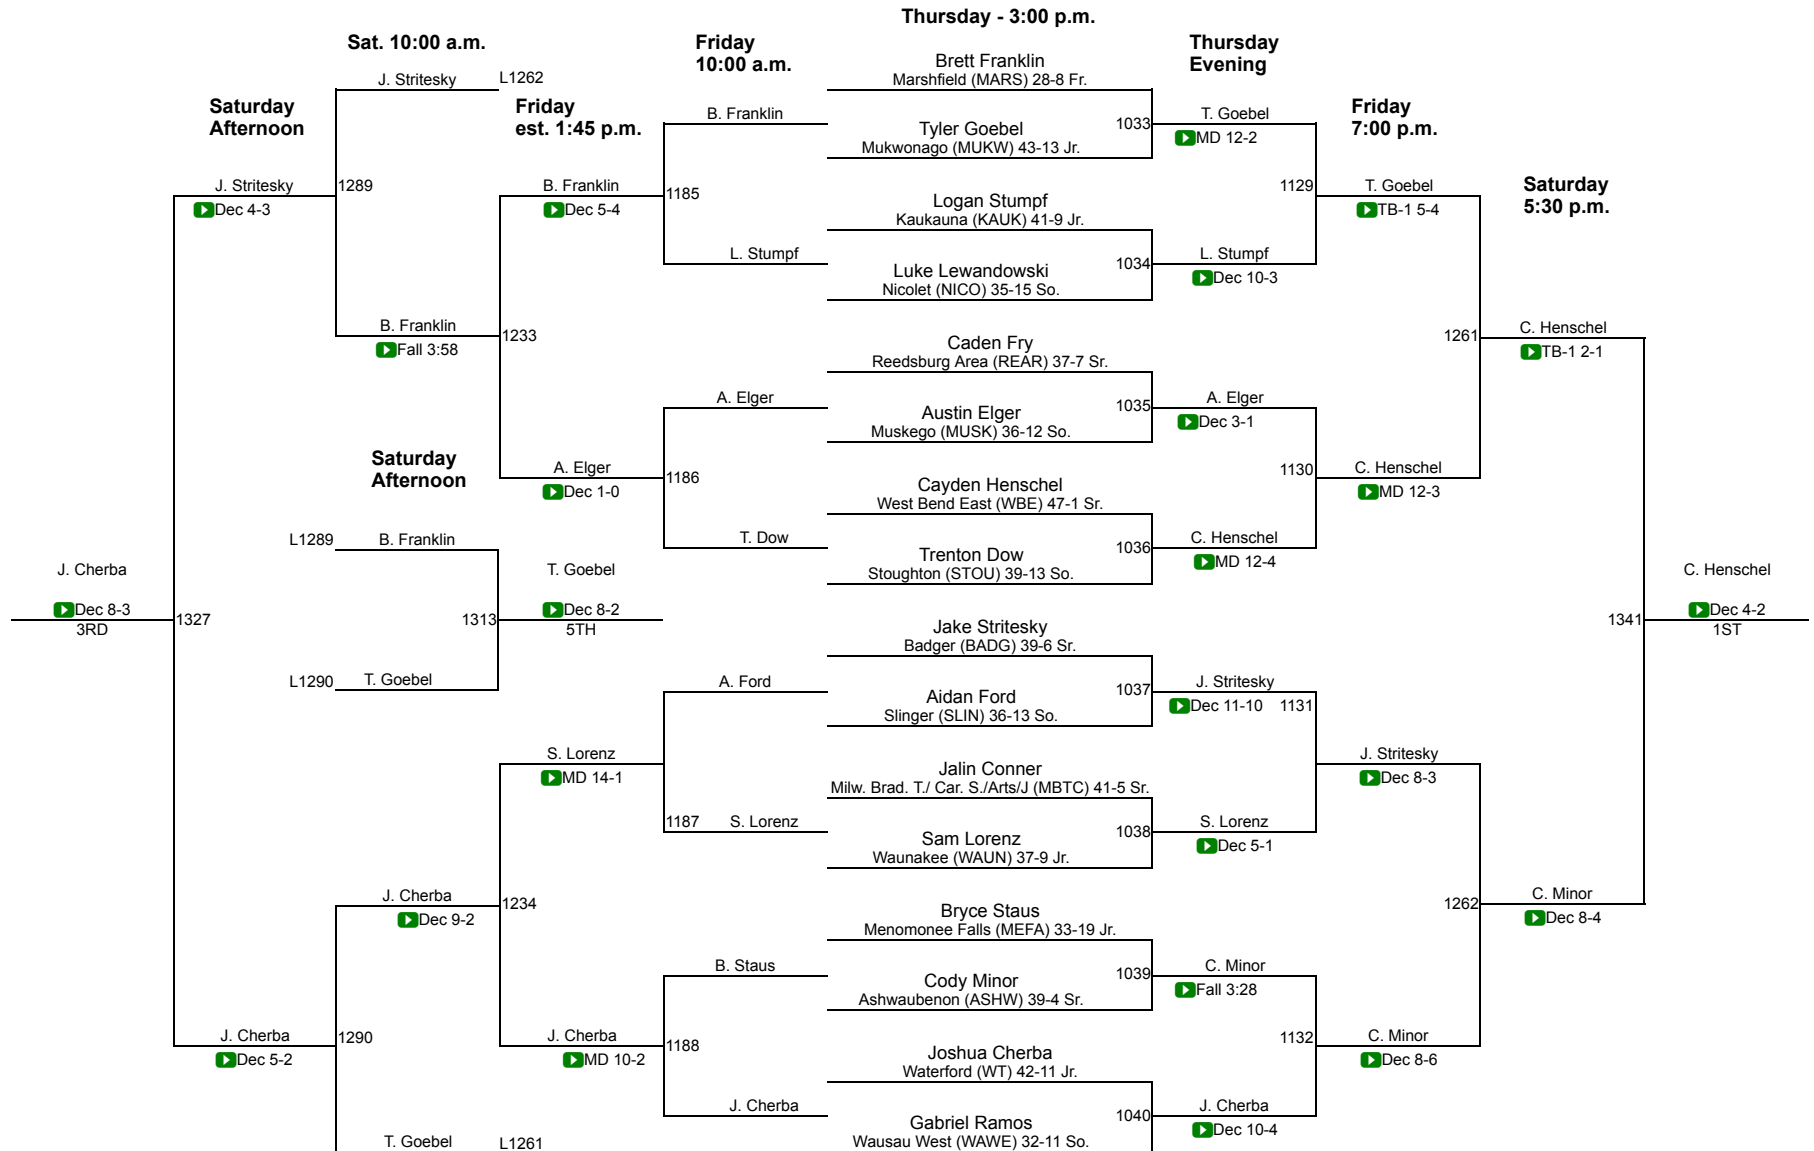 Thursday - 3:00 p.m.
Sat. 10:00 a.m.
Friday
10:00 a.m.
Thursday
Evening
Brett Franklin
Marshfield (MARS) 28-8 Fr.
J. Stritesky
L1262
Saturday
Afternoon
Friday
est. 1:45 p.m.
B. Franklin
Tyler Goebel
Mukwonago (MUKW) 43-13 Jr.
1033
T. Goebel
MD 12-2
Friday
7:00 p.m.
J. Stritesky
Dec 4-3
1289
B. Franklin
Dec 5-4
1185
Logan Stumpf
Kaukauna (KAUK) 41-9 Jr.
1129
T. Goebel
TB-1 5-4
Saturday
5:30 p.m.
L. Stumpf
Luke Lewandowski
Nicolet (NICO) 35-15 So.
1034
L. Stumpf
Dec 10-3
B. Franklin
Fall 3:58
1233
Caden Fry
Reedsburg Area (REAR) 37-7 Sr.
1261
C. Henschel
TB-1 2-1
A. Elger
Austin Elger
Muskego (MUSK) 36-12 So.
1035
A. Elger
Dec 3-1
Saturday
Afternoon
A. Elger
Dec 1-0
1186
Cayden Henschel
West Bend East (WBE) 47-1 Sr.
1130
C. Henschel
MD 12-3
L1289
B. Franklin
T. Dow
Trenton Dow
Stoughton (STOU) 39-13 So.
1036
C. Henschel
MD 12-4
J. Cherba
Dec 8-3
3RD
1327
1313
T. Goebel
Dec 8-2
5TH
Jake Stritesky
Badger (BADG) 39-6 Sr.
1341
C. Henschel
Dec 4-2
1ST
L1290
T. Goebel
A. Ford
Aidan Ford
Slinger (SLIN) 36-13 So.
1037
J. Stritesky
Dec 11-10
1131
S. Lorenz
MD 14-1
Jalin Conner
Milw. Brad. T./ Car. S./Arts/J (MBTC) 41-5 Sr.
J. Stritesky
Dec 8-3
1187
S. Lorenz
Sam Lorenz
Waunakee (WAUN) 37-9 Jr.
1038
S. Lorenz
Dec 5-1
J. Cherba
Dec 9-2
1234
Bryce Staus
Menomonee Falls (MEFA) 33-19 Jr.
1262
C. Minor
Dec 8-4
B. Staus
Cody Minor
Ashwaubenon (ASHW) 39-4 Sr.
1039
C. Minor
Fall 3:28
J. Cherba
Dec 5-2
1290
J. Cherba
MD 10-2
1188
Joshua Cherba
Waterford (WT) 42-11 Jr.
1132
C. Minor
Dec 8-6
J. Cherba
Gabriel Ramos
Wausau West (WAWE) 32-11 So.
1040
J. Cherba
Dec 10-4
T. Goebel
L1261